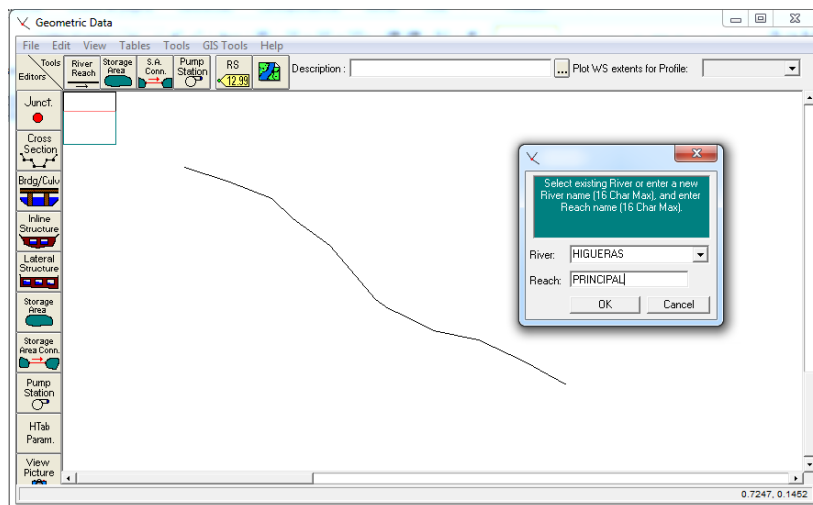 Geometric Data
File Edit View Tables Tools GIS Tools Help
Tools
Editors
River
Reach
Storage
Area
S.A.
Conn.
Pump
Station
RS
12.99
Description :
...
Plot WS extents for Profile:
Junct.
Cross
Section
Brdg/Culv
Inline
Structure
Lateral
Structure
Storage
Area
Storage
Area Conn.
Pump
Station
HTab
Param.
View
Picture
Select existing River or enter a new
River name (16 Char Max), and enter
Reach name (16 Char Max).
River: HIGUERAS
Reach: PRINCIPAL
OK Cancel
0.7247, 0.1452